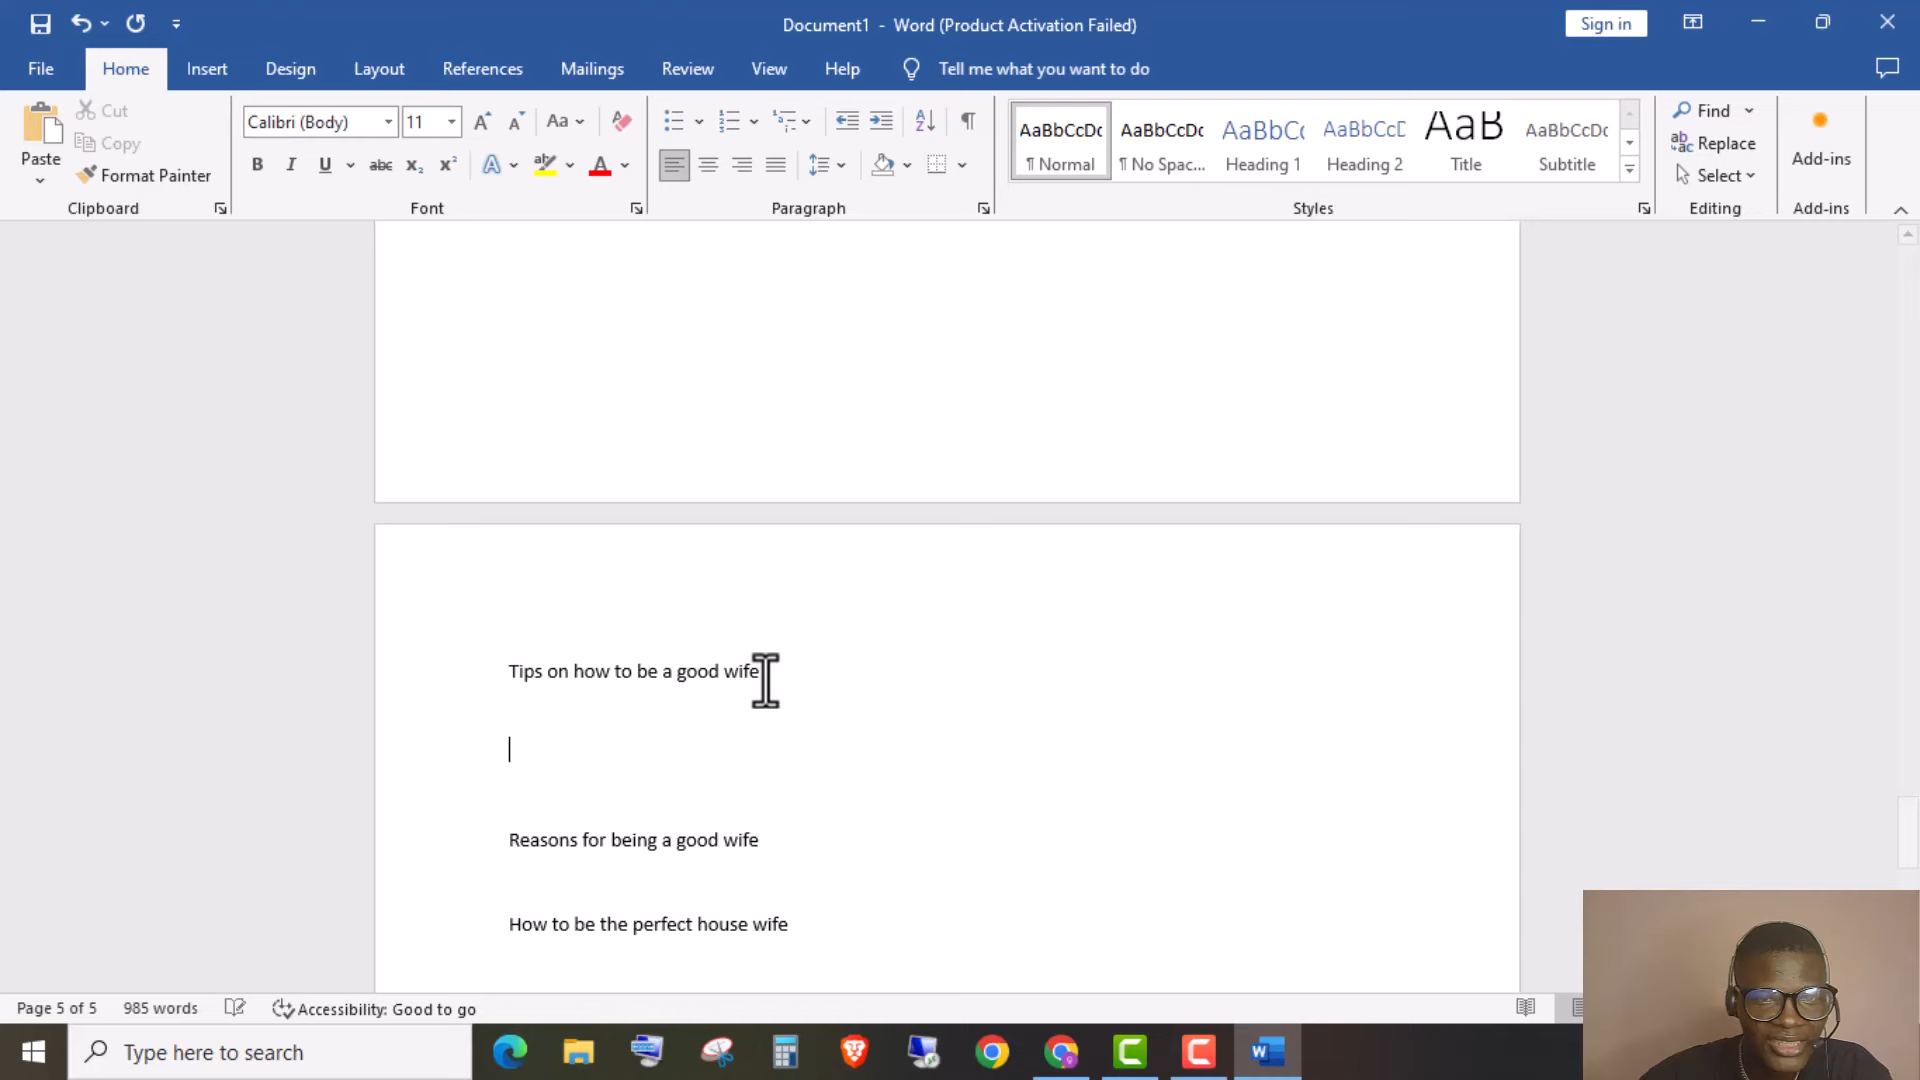 Document1 - Word (Product Activation Failed)
Sign in
File Home Insert Design Layout References Mailings Review View Help Tell me what you want to do
Paste
Cut
Copy
Format Painter
Clipboard
Calibri (Body) 11
Aa
B I U abc x₂ x² A A
Font
Paragraph
AaBbCcDc AaBbCcDc AaBbC AaBbCcD AaB AaBbCcDc
¶ Normal ¶ No Spac... Heading 1 Heading 2 Title Subtitle
Styles
Find
Replace
Select
Editing
Add-ins
Add-ins
Tips on how to be a good wife
Reasons for being a good wife
How to be the perfect house wife
Page 5 of 5 985 words Accessibility: Good to go
Type here to search